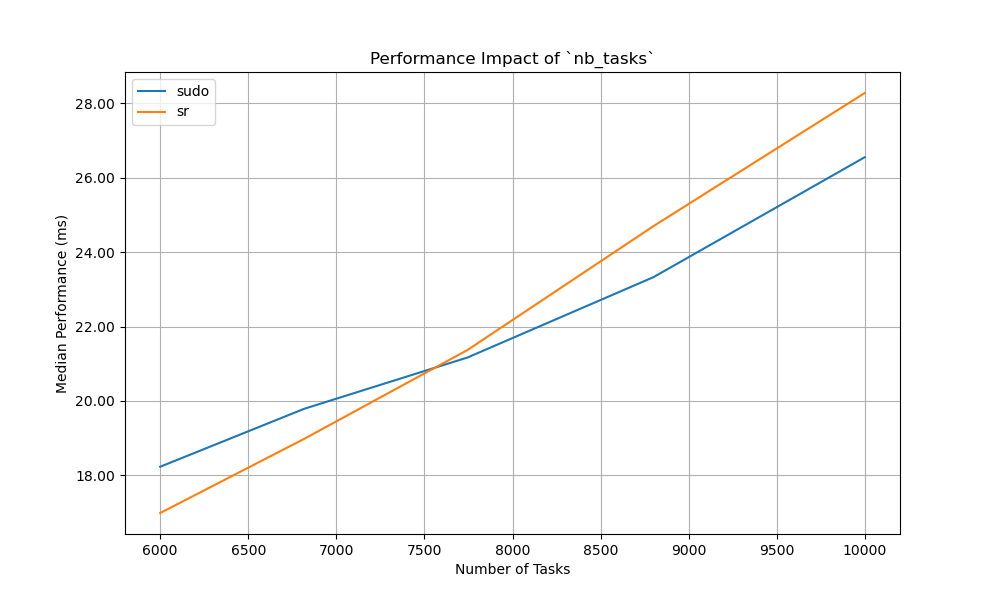 Performance Impact of `nb_tasks`
sudo
sr
Median Performance (ms)
28.00
26.00
24.00
22.00
20.00
18.00
6000 6500 7000 7500 8000 8500 9000 9500 10000
Number of Tasks